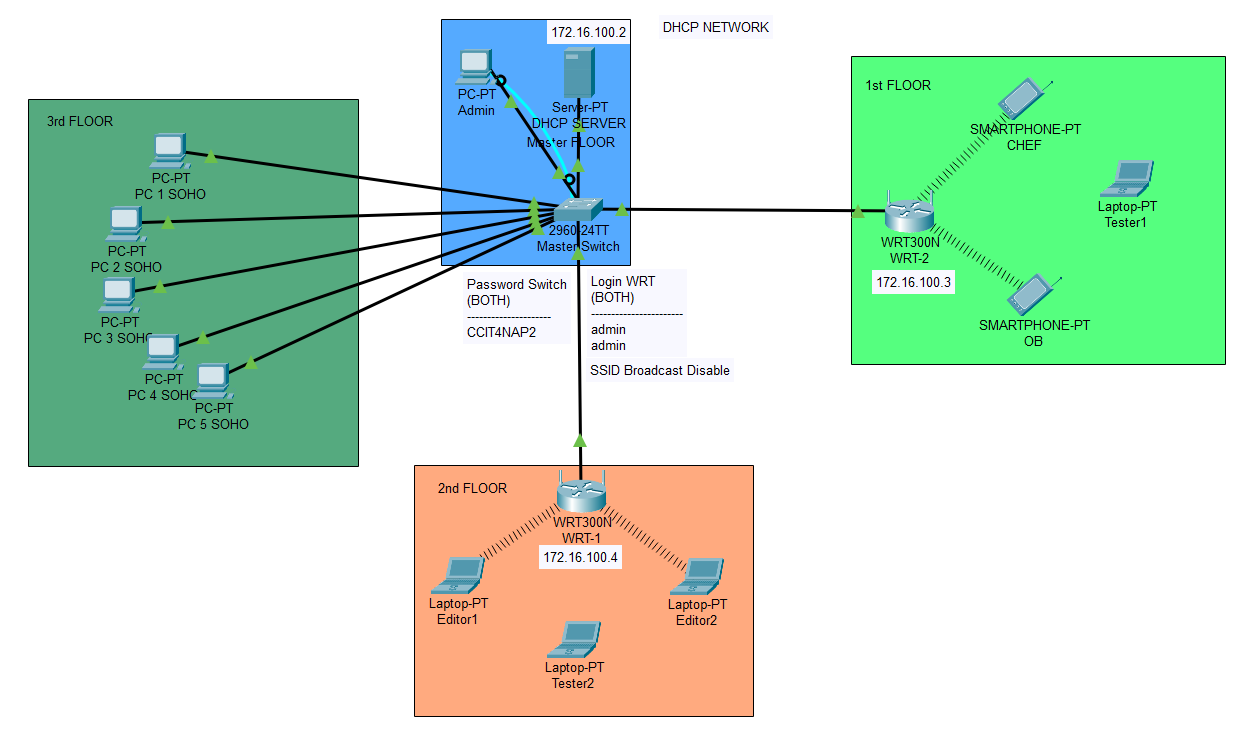 172.16.100.2
DHCP NETWORK
PC-PT
Admin
Server-PT
DHCP SERVER
Master FLOOR
2960-24TT
Master Switch
3rd FLOOR
PC-PT
PC 1 SOHO
PC-PT
PC 2 SOHO
PC-PT
PC 3 SOHO
PC-PT
PC 4 SOHO
PC-PT
PC 5 SOHO
1st FLOOR
SMARTPHONE-PT
CHEF
Laptop-PT
Tester1
WRT300N
WRT-2
172.16.100.3
SMARTPHONE-PT
OB
Password Switch
(BOTH)
---------------------
CCIT4NAP2
Login WRT
(BOTH)
-----------------------
admin
admin
SSID Broadcast Disable
2nd FLOOR
WRT300N
WRT-1
172.16.100.4
Laptop-PT
Editor1
Laptop-PT
Editor2
Laptop-PT
Tester2